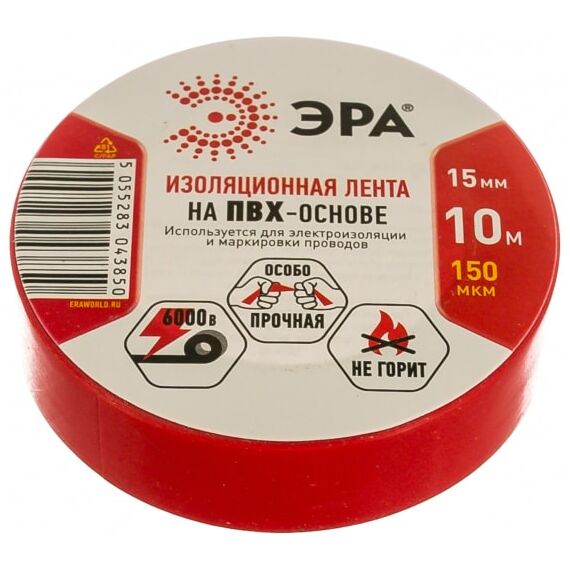 ЭРА®
ИЗОЛЯЦИОННАЯ ЛЕНТА
НА ПВХ-ОСНОВЕ
Используется для электроизоляции
и маркировки проводов
15 мм
10 м
150
МКМ
6000 В
ОСОБО
ПРОЧНАЯ
НЕ ГОРИТ
5 055283 043850
ERAWORLD.RU